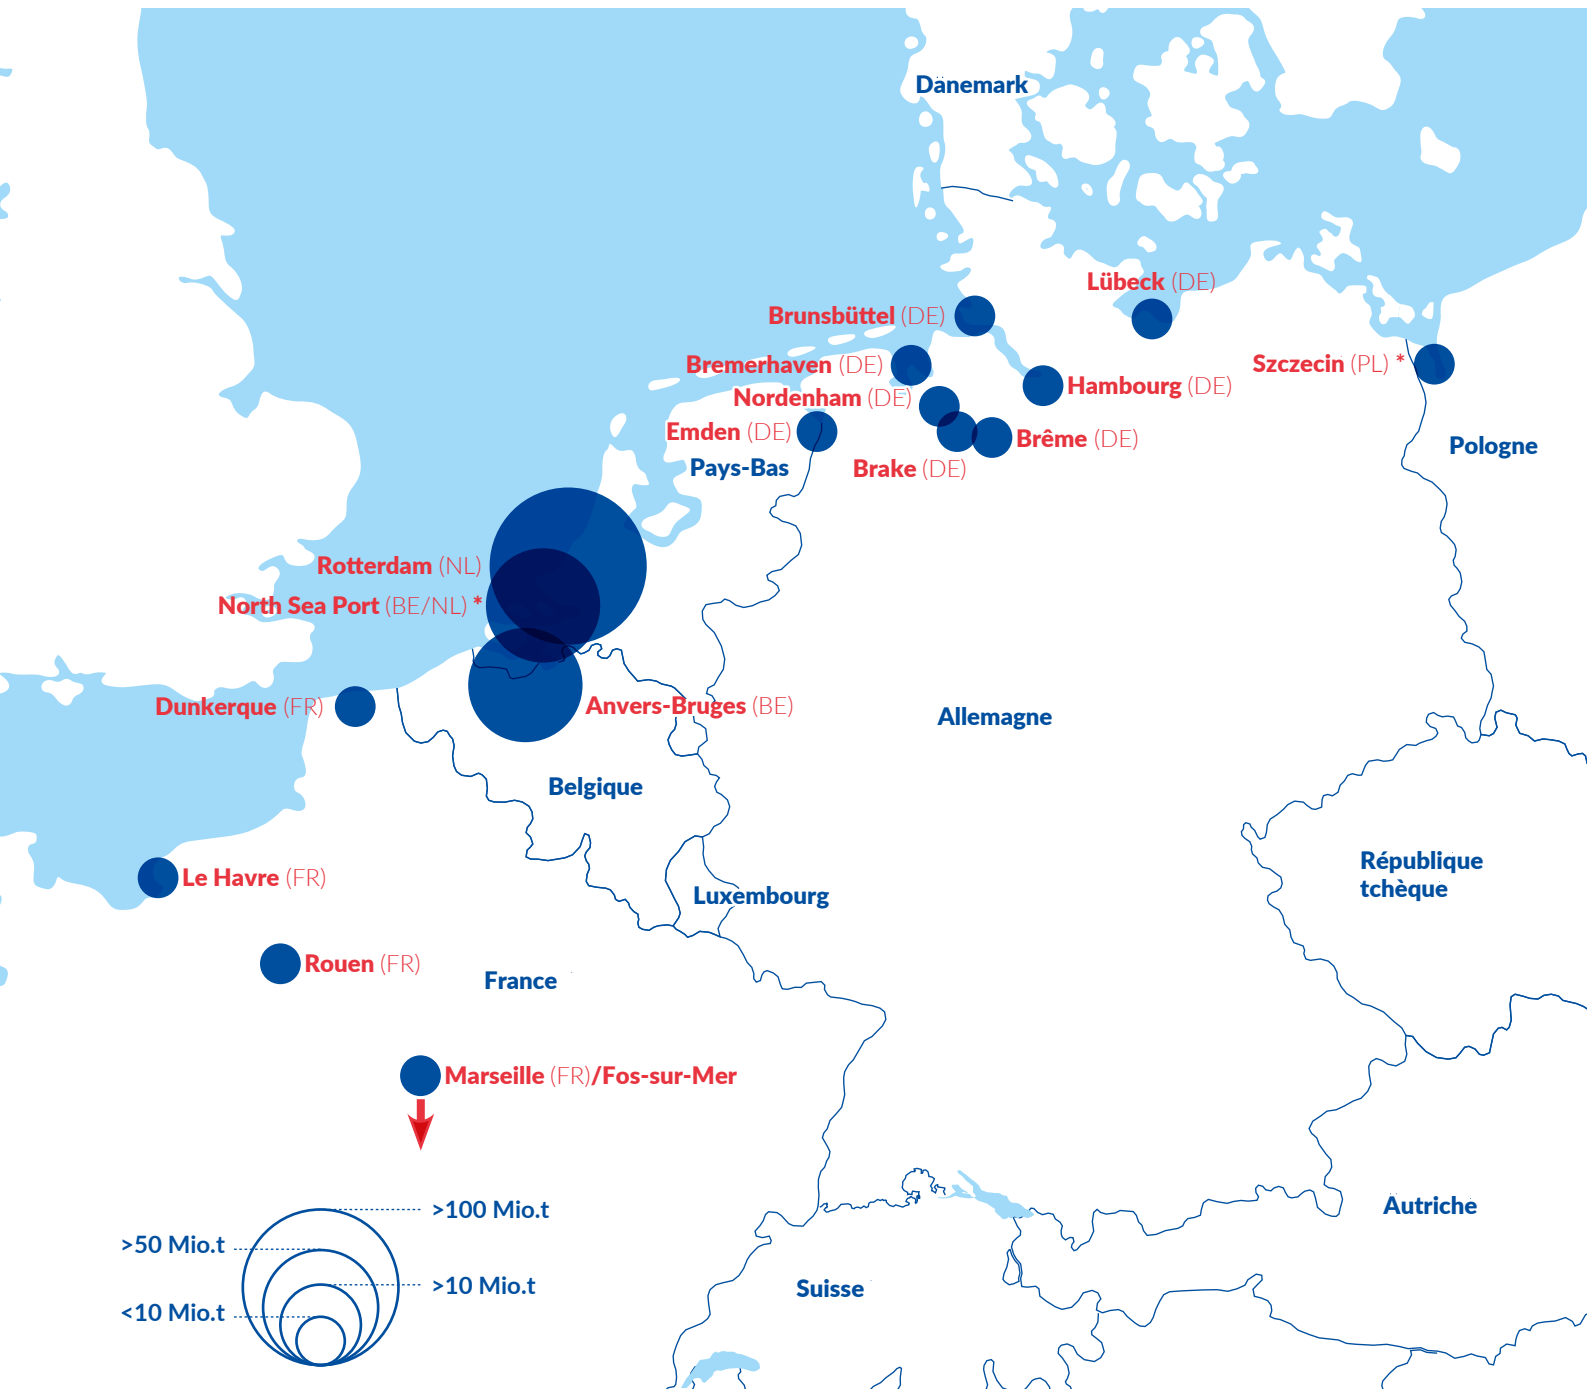 Dänemark
Lübeck (DE)
Brunsbüttel (DE)
Bremerhaven (DE)
Szczecin (PL) *
Hambourg (DE)
Nordenham (DE)
Emden (DE)
Brême (DE)
Pologne
Pays-Bas
Brake (DE)
Rotterdam (NL)
North Sea Port (BE/NL) *
Dunkerque (FR)
Anvers-Bruges (BE)
Allemagne
Belgique
République
tchèque
Le Havre (FR)
Luxembourg
Rouen (FR)
France
Marseille (FR)/Fos-sur-Mer
>100 Mio.t
>50 Mio.t
>10 Mio.t
<10 Mio.t
Autriche
Suisse